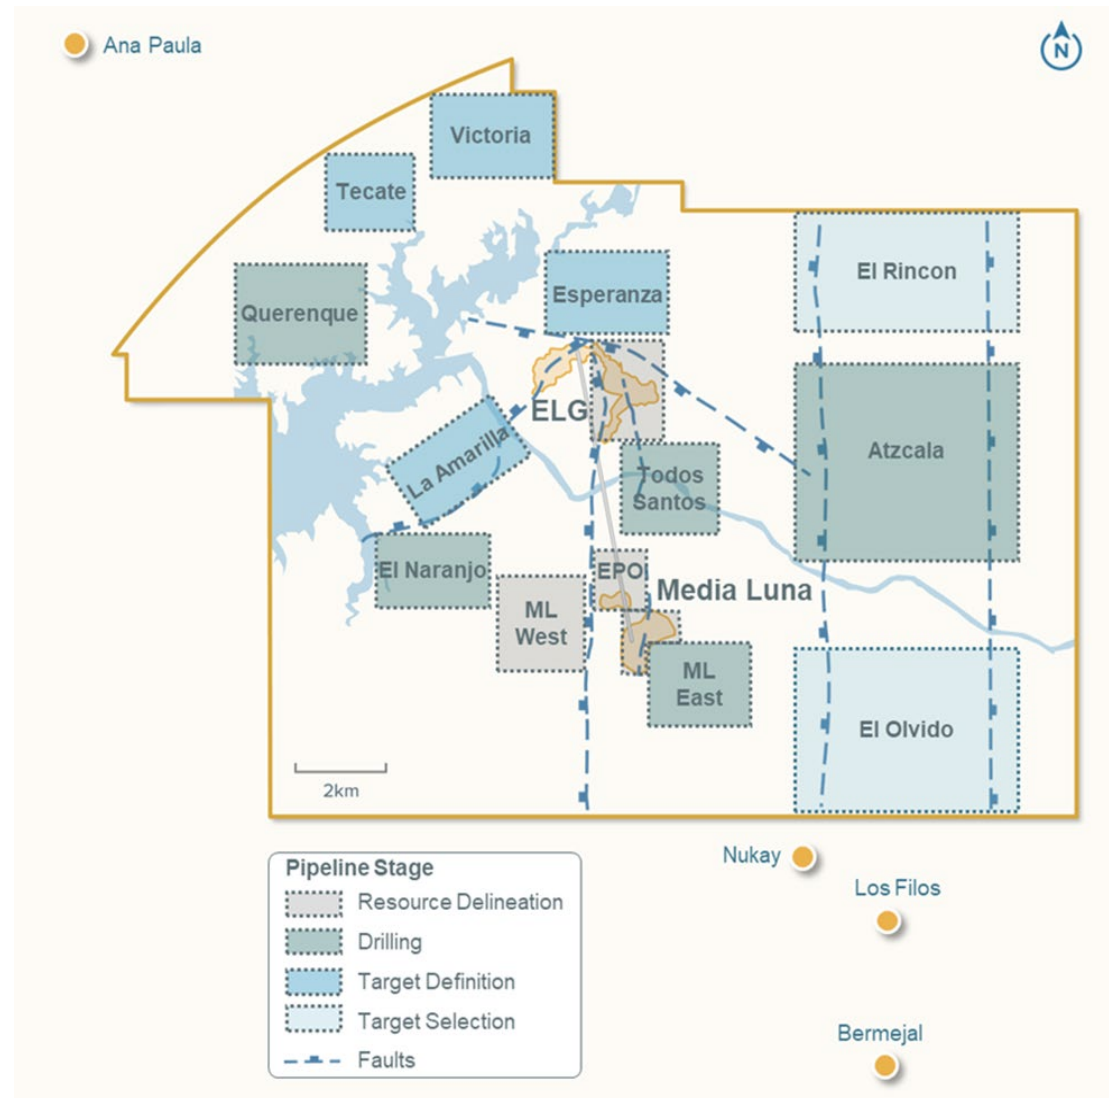 Ana Paula
N
Victoria
Tecate
El Rincon
Esperanza
Querenque
ELG
La Amarilla
Atzcala
Todos
Santos
El Naranjo
EPO
Media Luna
ML
West
ML
East
El Olvido
2km
Nukay
Los Filos
Bermejal
Pipeline Stage
Resource Delineation
Drilling
Target Definition
Target Selection
Faults